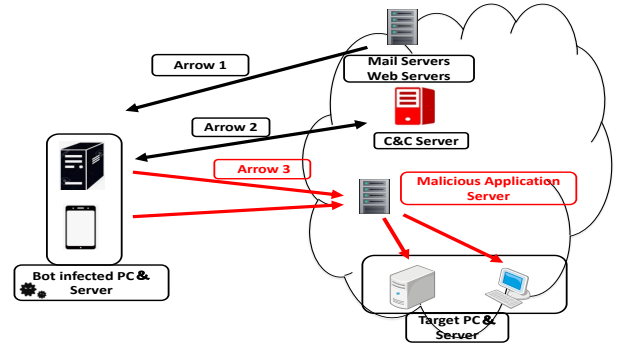 Arrow 1
Mail Servers
Web Servers
Arrow 2
C&C Server
Arrow 3
Malicious Application
Server
Bot infected PC &
Server
Target PC &
Server